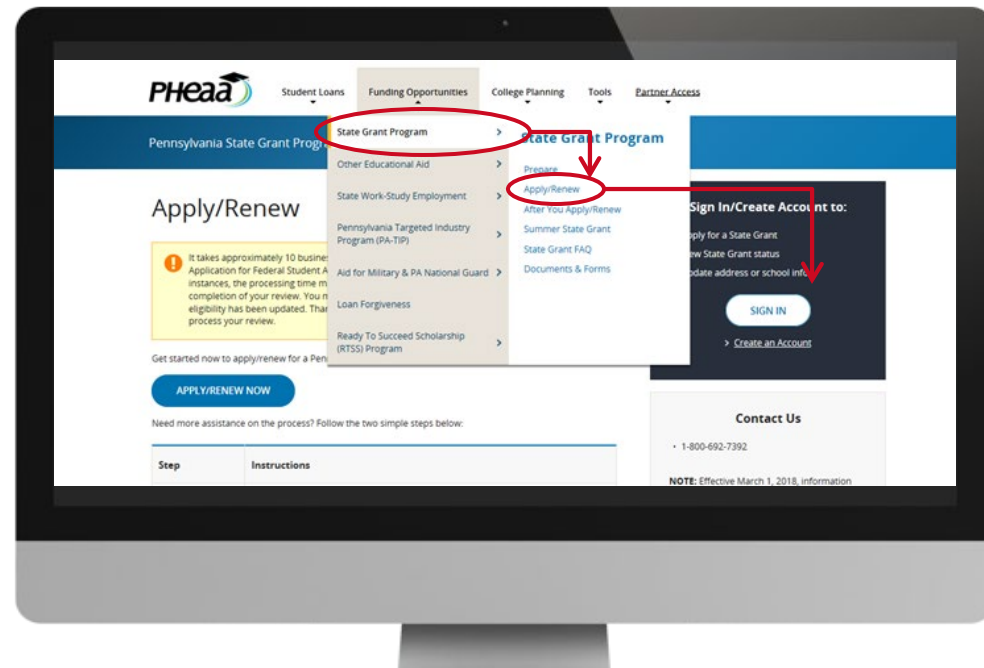 PHEAA
Student Loans
Funding Opportunities
College Planning
Tools
Partner Access
Pennsylvania State Grant Progr
State Grant Program
Other Educational Aid
State Work-Study Employment
Pennsylvania Targeted Industry
Program (PA-TIP)
Aid for Military & PA National Guard
Loan Forgiveness
Ready To Succeed Scholarship
(RTSS) Program
State Grant Program
Prepare
Apply/Renew
After You Apply/Renew
Summer State Grant
State Grant FAQ
Documents & Forms
Apply/Renew
It takes approximately 10 busine
Application for Federal Student A
instances, the processing time m
completion of your review. You m
eligibility has been updated. Than
process your review.
Get started now to apply/renew for a Pen
APPLY/RENEW NOW
Need more assistance on the process? Follow the two simple steps below:
Step
Instructions
Sign In/Create Account to:
ply for a State Grant
ew State Grant status
pdate address or school info
SIGN IN
> Create an Account
Contact Us
• 1-800-692-7392
NOTE: Effective March 1, 2018, information